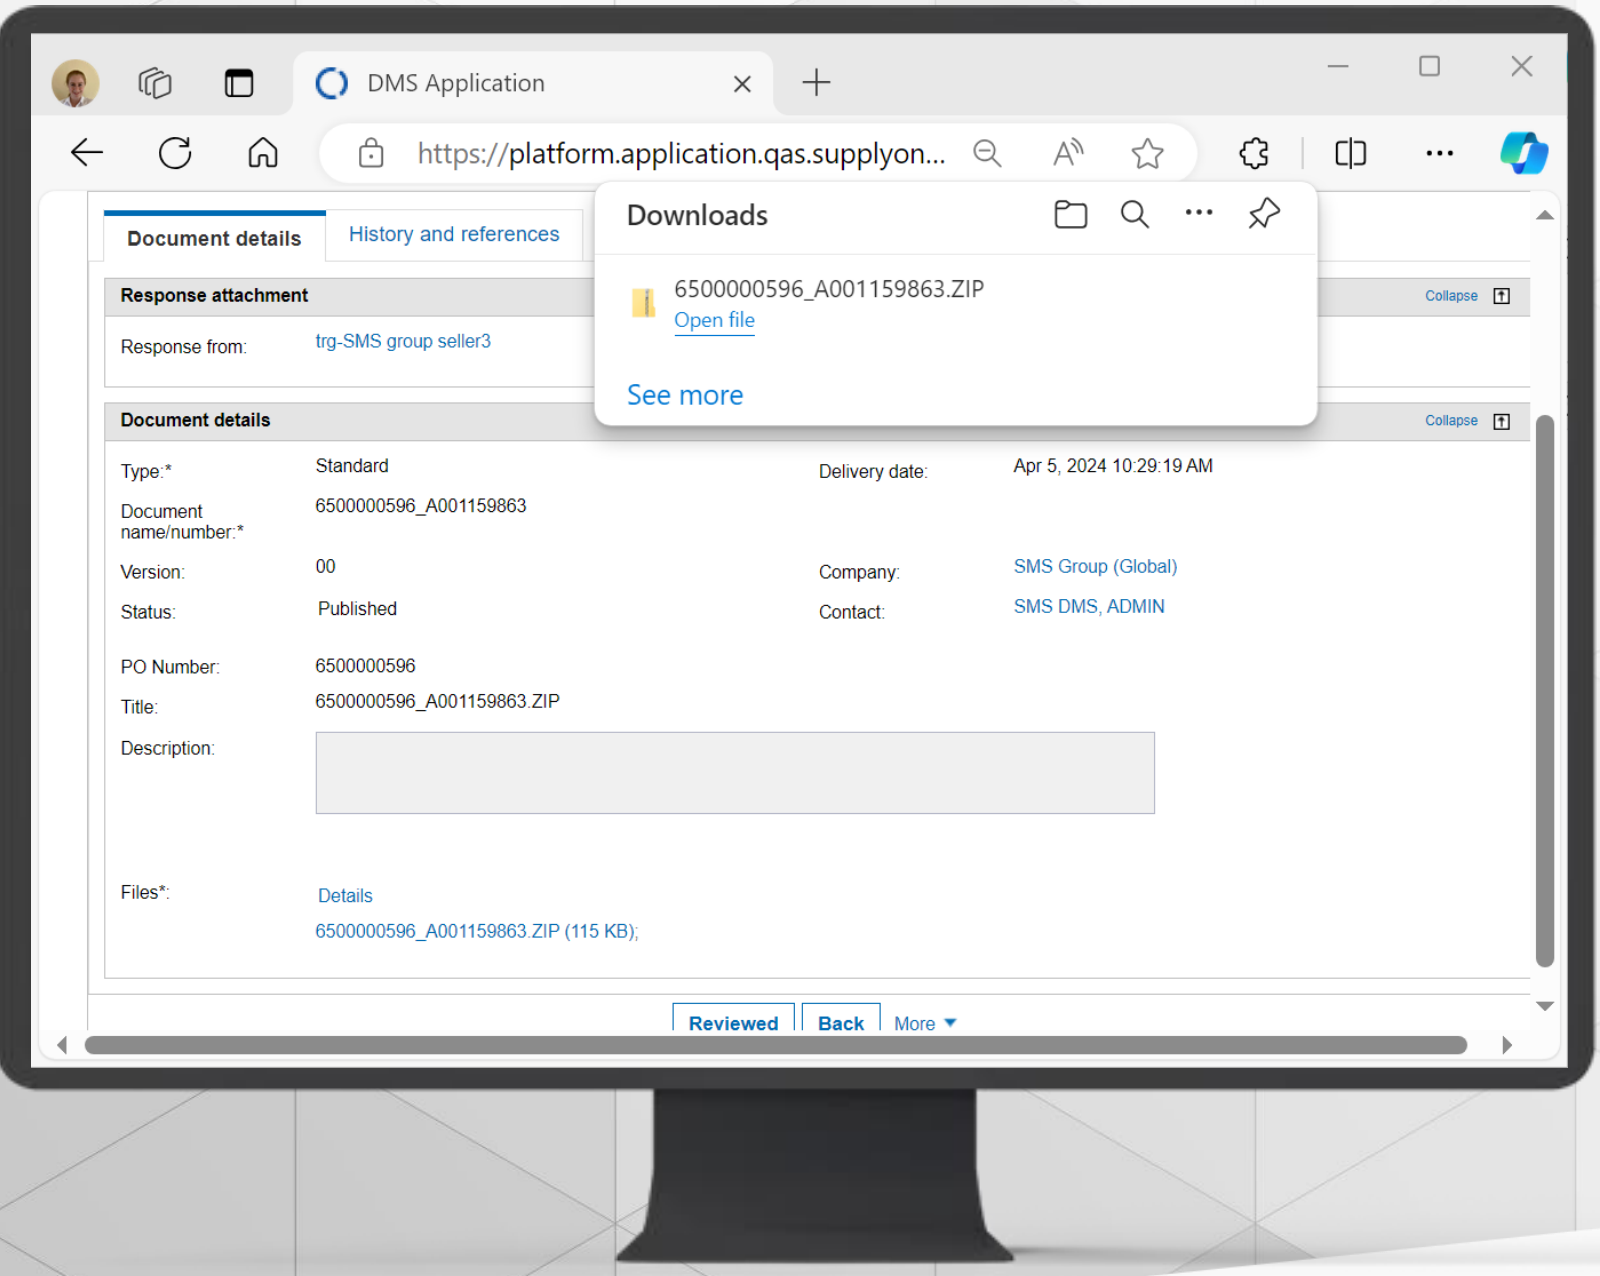 DMS Application
https://platform.application.qas.supplyon...
Downloads
6500000596_A001159863.ZIP
Open file
See more
Document details
History and references
Response attachment
Collapse
Response from:
trg-SMS group seller3
Document details
Collapse
Type:*
Standard
Delivery date:
Apr 5, 2024 10:29:19 AM
Document
name/number:*
6500000596_A001159863
Version:
00
Company:
SMS Group (Global)
Status:
Published
Contact:
SMS DMS, ADMIN
PO Number:
6500000596
Title:
6500000596_A001159863.ZIP
Description:
Files*:
Details
6500000596_A001159863.ZIP (115 KB);
Reviewed
Back
More